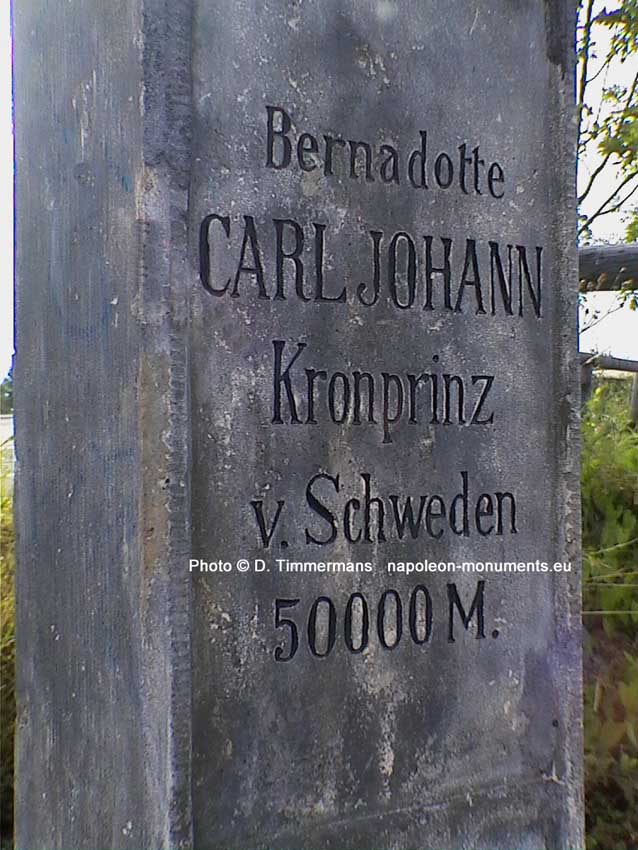 Bernadotte
CARL JOHANN
Kronprinz
v. Schweden
Photo © D. Timmermans napoleon-monuments.eu
50000 M.